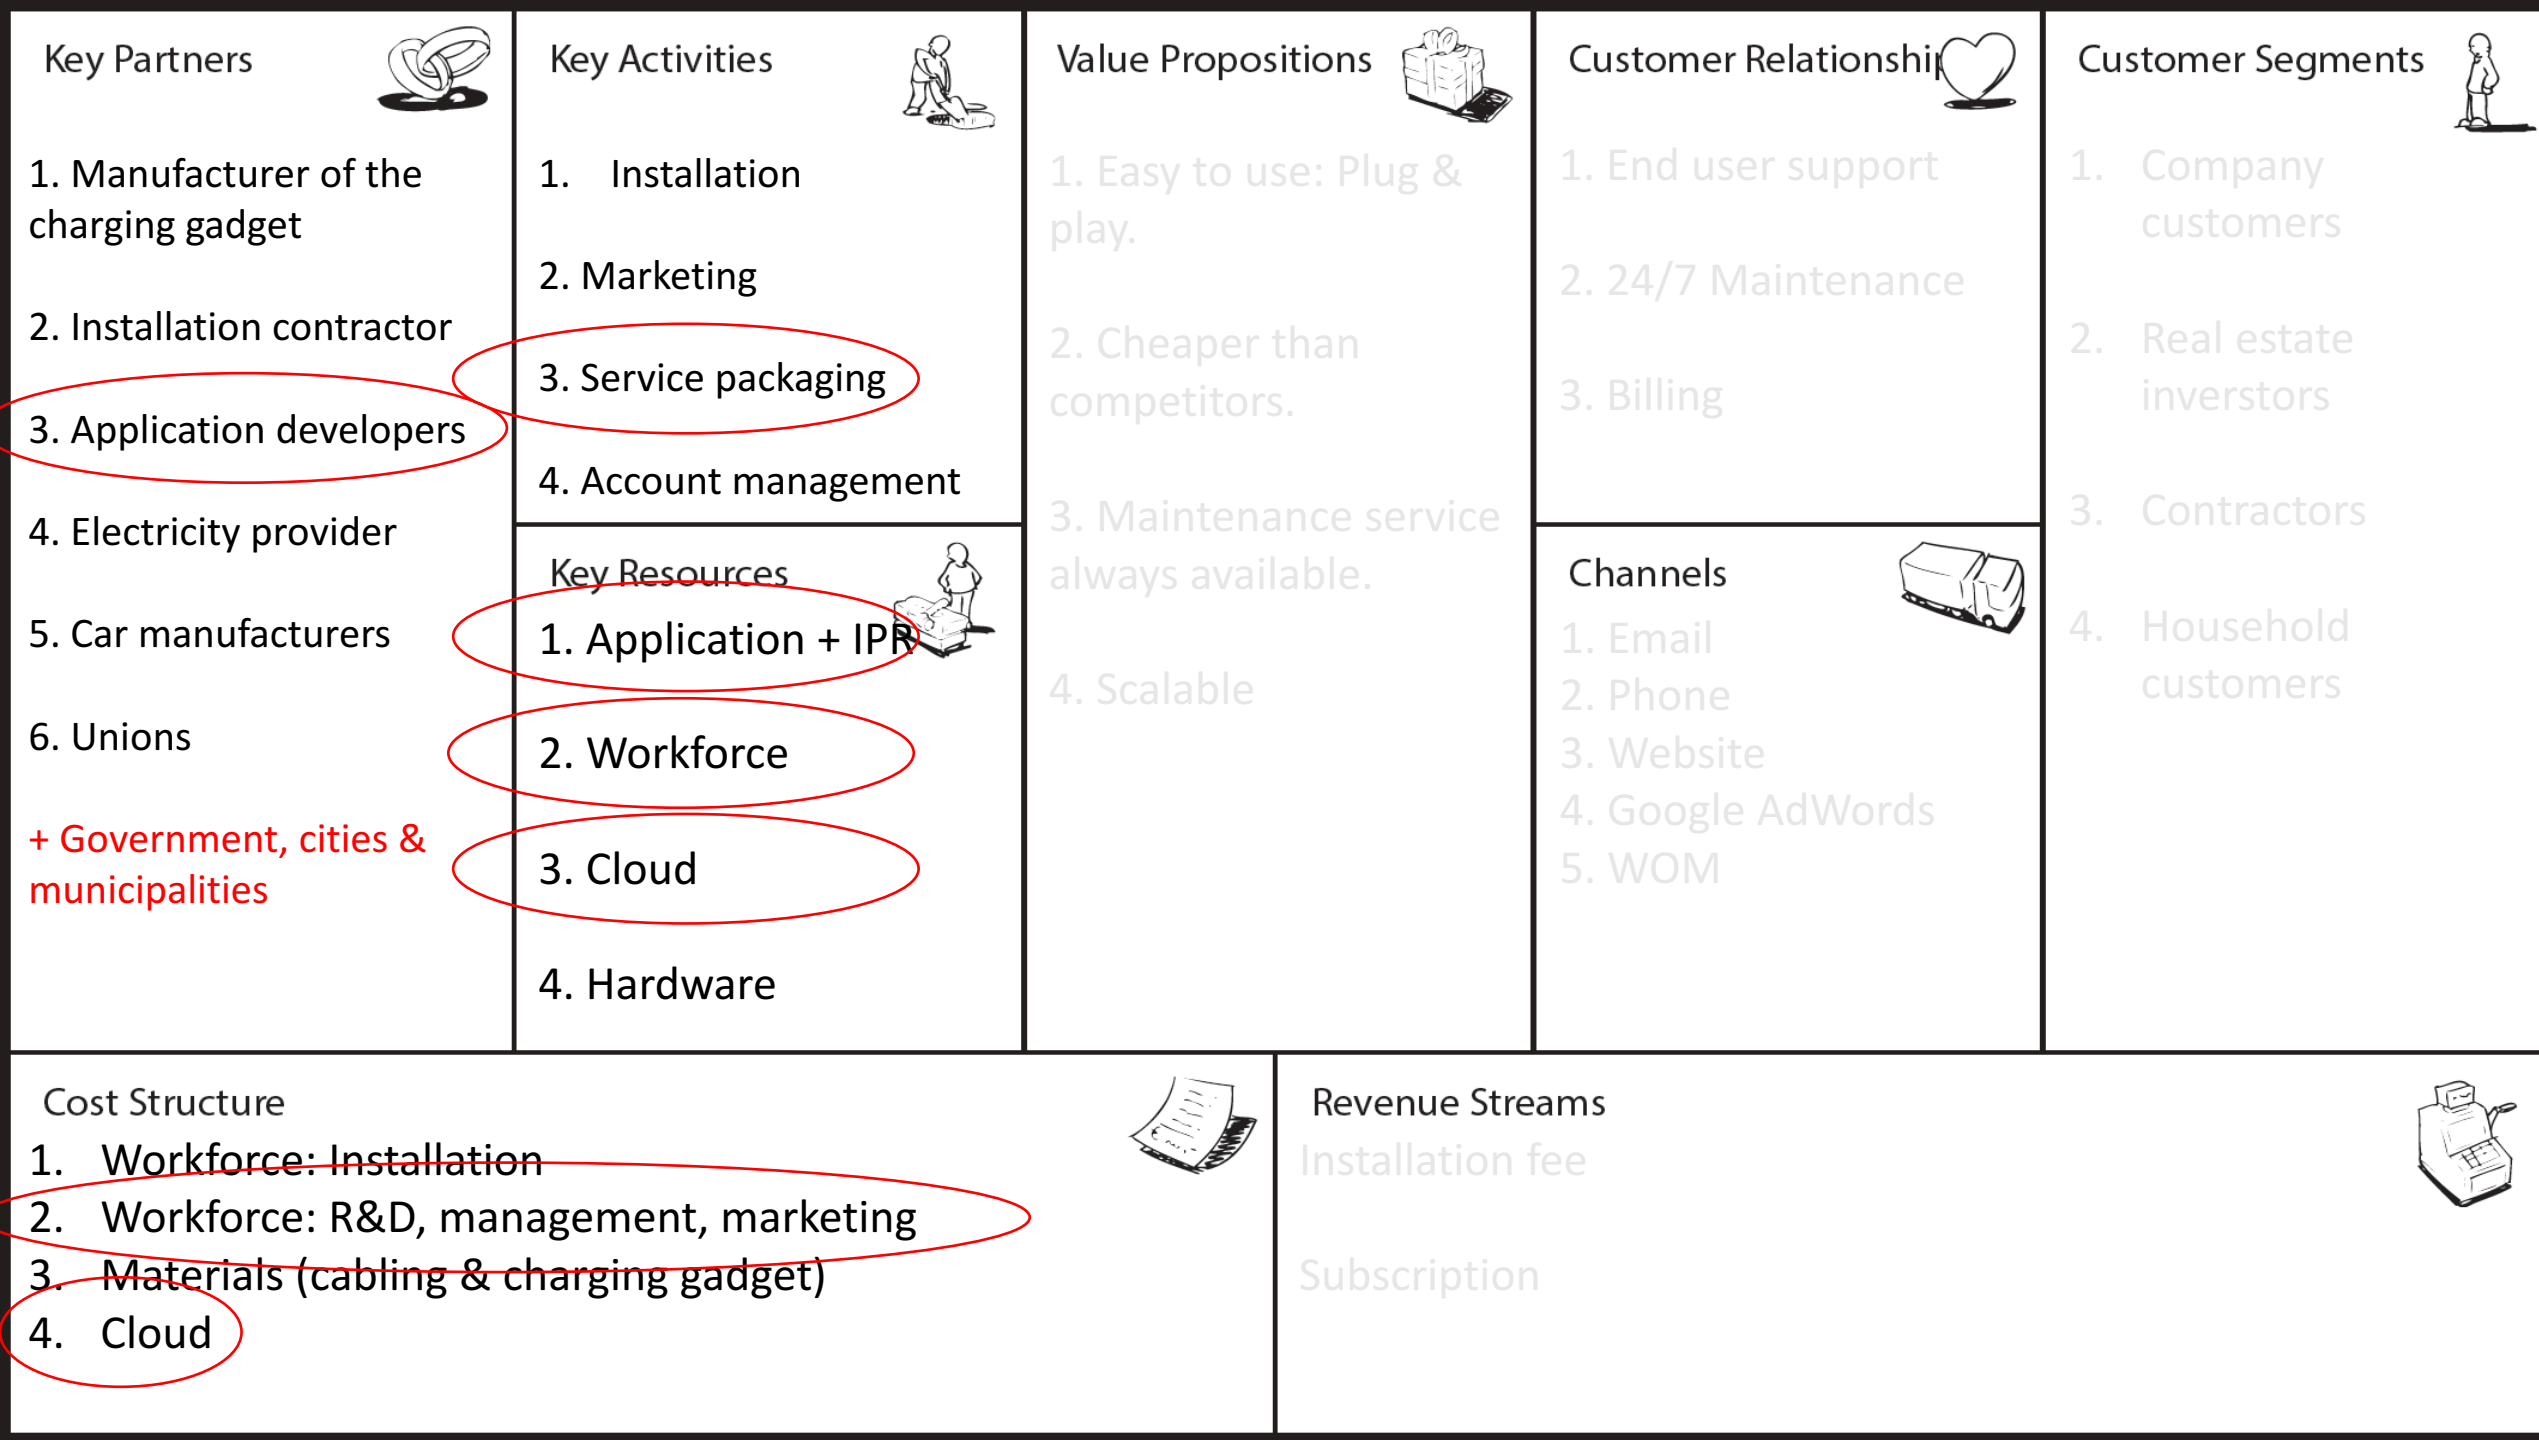 Key Partners
1. Manufacturer of the
charging gadget
2. Installation contractor
3. Application developers
4. Electricity provider
5. Car manufacturers
6. Unions
+ Government, cities &
municipalities
Key Activities
1. Installation
2. Marketing
3. Service packaging
4. Account management
Key Resources
1. Application + IPR
2. Workforce
3. Cloud
4. Hardware
Value Propositions
1. Easy to use: Plug &
play.
2. Cheaper than
competitors.
3. Maintenance service
always available.
4. Scalable
Customer Relationship
1. End user support
2. 24/7 Maintenance
3. Billing
Channels
1. Email
2. Phone
3. Website
4. Google AdWords
5. WOM
Customer Segments
1. Company
customers
2. Real estate
inverstors
3. Contractors
4. Household
customers
Cost Structure
1. Workforce: Installation
2. Workforce: R&D, management, marketing
3. Materials (cabling & charging gadget)
4. Cloud
Revenue Streams
Installation fee
Subscription